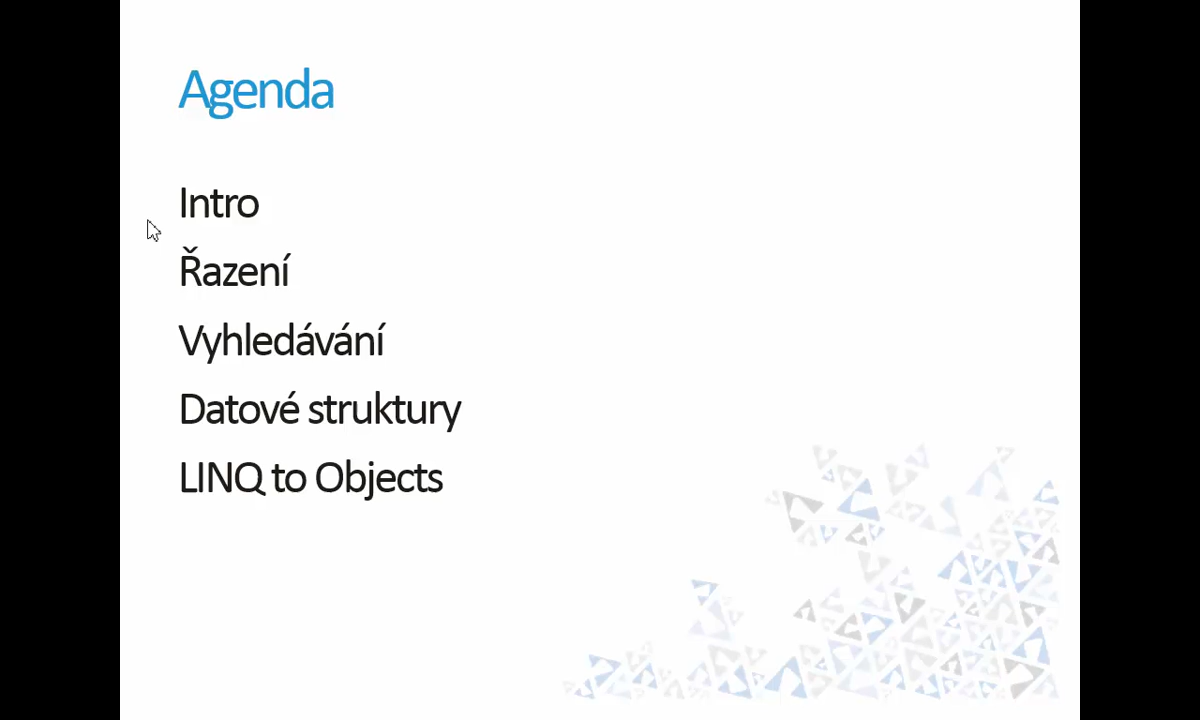 Agenda
Intro
Řazení
Vyhledávání
Datové struktury
LINQ to Objects